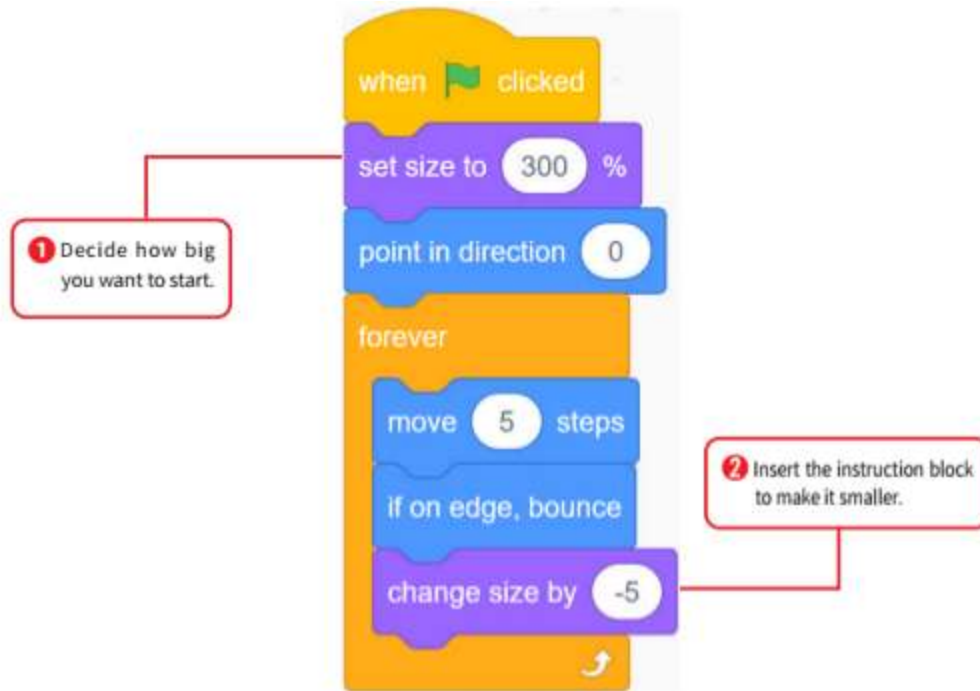 when clicked
set size to 300 %
1 Decide how big
you want to start.
point in direction 0
forever
move 5 steps
if on edge, bounce
2 Insert the instruction block
to make it smaller.
change size by -5